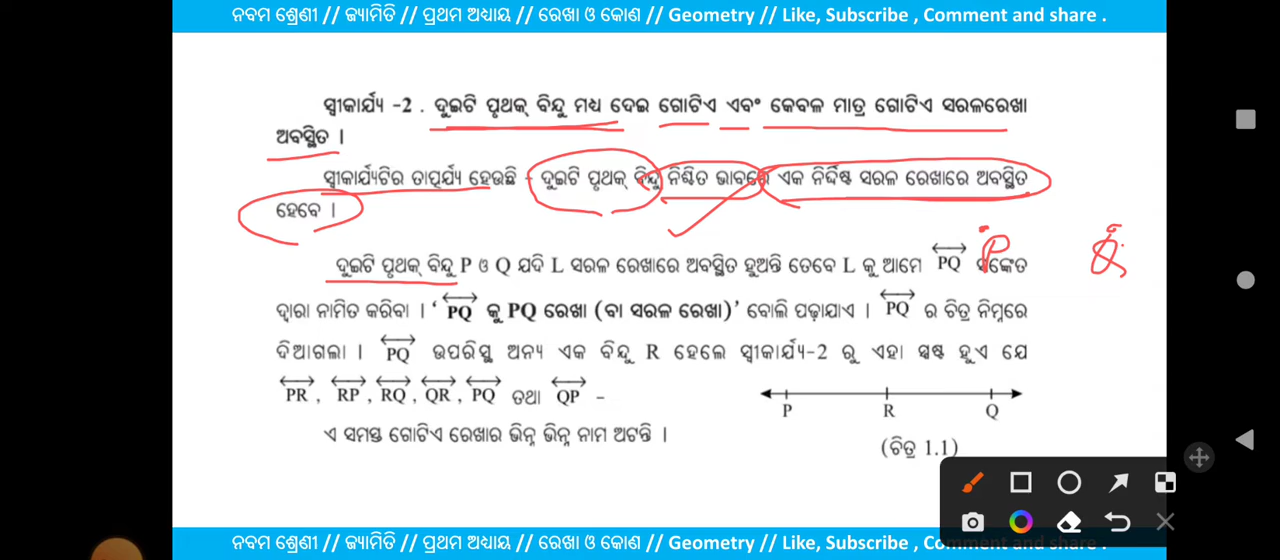 ନବମ ଶ୍ରେଣୀ // ଜ୍ୟାମିତି // ପ୍ରଥମ ଅଧ୍ୟାୟ // ରେଖା ଓ କୋଣ // Geometry // Like, Subscribe , Comment and share .
ସ୍ୱୀକାର୍ଯ୍ୟ -2 . ଦୁଇଟି ପୃଥକ୍ ବିନ୍ଦୁ ମଧ୍ୟ ଦେଇ ଗୋଟିଏ ଏବଂ କେବଳ ମାତ୍ର ଗୋଟିଏ ସରଳରେଖା
ଅବସ୍ଥିତ ।
ସ୍ୱୀକାର୍ଯ୍ୟଟିର ତାତ୍ପର୍ଯ୍ୟ ହେଉଛି - ଦୁଇଟି ପୃଥକ୍ ବିନ୍ଦୁ ନିଶ୍ଚିତ ଭାବରେ ଏକ ନିର୍ଦ୍ଦିଷ୍ଟ ସରଳ ରେଖାରେ ଅବସ୍ଥିତ
ହେବେ ।
P Q
ଦୁଇଟି ପୃଥକ୍ ବିନ୍ଦୁ P ଓ Q ଯଦି L ସରଳ ରେଖାରେ ଅବସ୍ଥିତ ହୁଅନ୍ତି ତେବେ L କୁ ଆମେ PQ ସଙ୍କେତ
ଦ୍ୱାରା ନାମିତ କରିବା । ‘ PQ କୁ PQ ରେଖା (ବା ସରଳ ରେଖା)’ ବୋଲି ପଢ଼ାଯାଏ । PQ ର ଚିତ୍ର ନିମ୍ନରେ
ଦିଆଗଲା । PQ ଉପରିସ୍ଥ ଅନ୍ୟ ଏକ ବିନ୍ଦୁ R ହେଲେ ସ୍ୱୀକାର୍ଯ୍ୟ-2 ରୁ ଏହା ସ୍ପଷ୍ଟ ହୁଏ ଯେ
PR , RP , RQ , QR , PQ ତଥା QP –
P R Q
ଏ ସମସ୍ତ ଗୋଟିଏ ରେଖାର ଭିନ୍ନ ଭିନ୍ନ ନାମ ଅଟନ୍ତି ।
(ଚିତ୍ର 1.1)
ନବମ ଶ୍ରେଣୀ // ଜ୍ୟାମିତି // ପ୍ରଥମ ଅଧ୍ୟାୟ // ରେଖା ଓ କୋଣ // Geometry // Like, Subscribe , Comment and share .